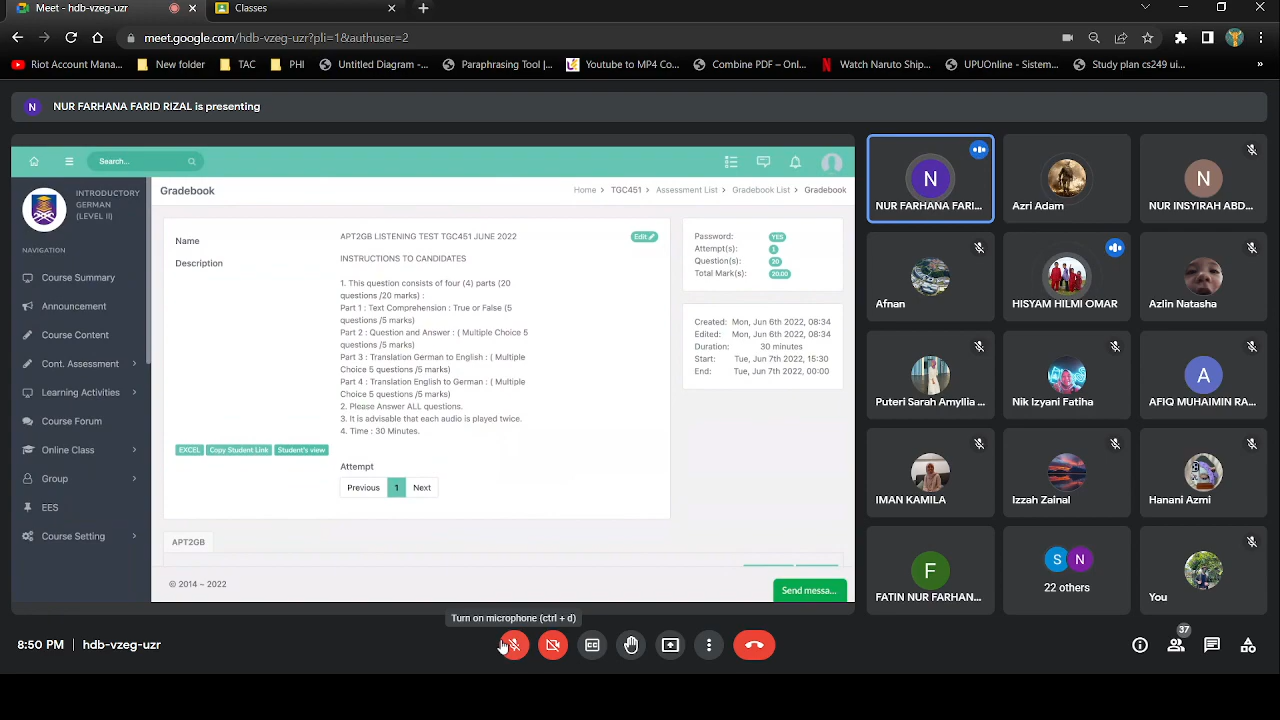 Meet - hdb-vzeg-uzr
Classes
meet.google.com/hdb-vzeg-uzr?pli=1&authuser=2
Riot Account Mana...
New folder
TAC
PHI
Untitled Diagram -...
Paraphrasing Tool |...
Youtube to MP4 Co...
Combine PDF – Onl...
Watch Naruto Ship...
UPUOnline - Sistem...
Study plan cs249 ui...
»
N NUR FARHANA FARID RIZAL is presenting
Search...
INTRODUCTORY
GERMAN
(LEVEL II)
NAVIGATION
Course Summary
Announcement
Course Content
Cont. Assessment
Learning Activities
Course Forum
Online Class
Group
EES
Course Setting
Gradebook
Home > TGC451 > Assessment List > Gradebook List > Gradebook
Name
APT2GB LISTENING TEST TGC451 JUNE 2022
Edit
Description
INSTRUCTIONS TO CANDIDATES
1. This question consists of four (4) parts (20
questions /20 marks) :
Part 1 : Text Comprehension : True or False (5
questions /5 marks)
Part 2 : Question and Answer : ( Multiple Choice 5
questions /5 marks)
Part 3 : Translation German to English : ( Multiple
Choice 5 questions /5 marks)
Part 4 : Translation English to German : ( Multiple
Choice 5 questions /5 marks)
2. Please Answer ALL questions.
3. It is advisable that each audio is played twice.
4. Time : 30 Minutes.
EXCEL Copy Student Link Student's view
Attempt
Previous 1 Next
APT2GB
© 2014 ~ 2022
Send messa...
Password: YES
Attempt(s): 1
Question(s): 20
Total Mark(s): 20.00
Created: Mon, Jun 6th 2022, 08:34
Edited: Mon, Jun 6th 2022, 08:34
Duration: 30 minutes
Start: Tue, Jun 7th 2022, 15:30
End: Tue, Jun 7th 2022, 00:00
N
NUR FARHANA FARI...
Azri Adam
N
NUR INSYIRAH ABD...
Afnan
HISYAM HILMI OMAR
Azlin Natasha
Puteri Sarah Amyllia ...
Nik Izyani Fatiha
A
AFIQ MUHAIMIN RA...
IMAN KAMILA
Izzah Zainal
Hanani Azmi
F
FATIN NUR FARHAN...
S N
22 others
You
Turn on microphone (ctrl + d)
8:50 PM | hdb-vzeg-uzr
37